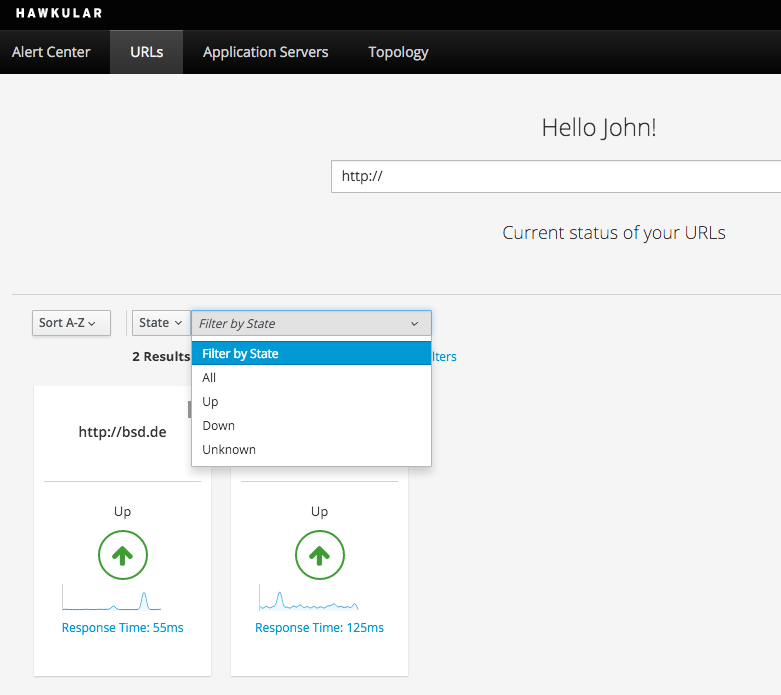 HAWKULAR
Alert Center URLs Application Servers Topology
Hello John!
http://
Current status of your URLs
Sort A-Z State Filter by State
2 Results
Filter by State
All
Up
Down
Unknown
http://bsd.de
Up Up
Response Time: 55ms Response Time: 125ms